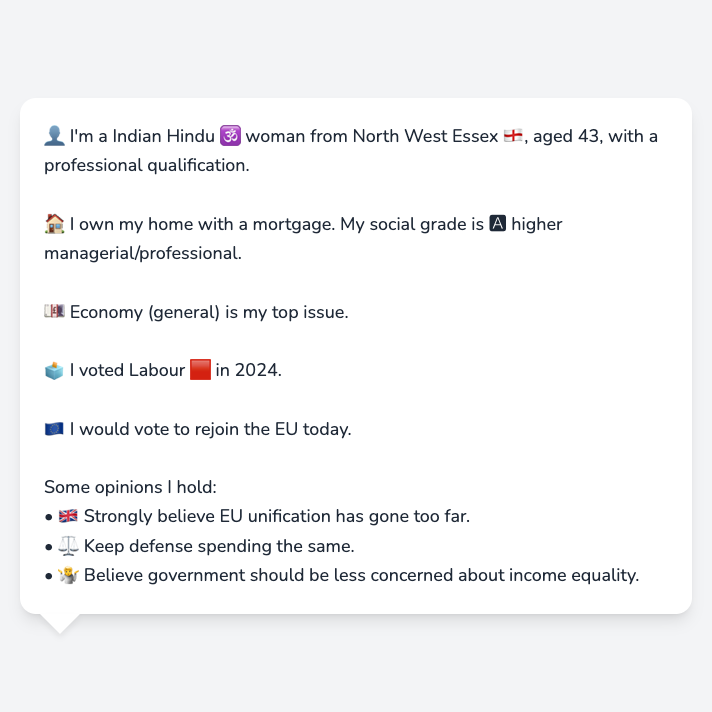 👤 I'm a Indian Hindu 🕉️ woman from North West Essex 🏴󠁧󠁢󠁥󠁮󠁧󠁿, aged 43, with a
professional qualification.
🏠 I own my home with a mortgage. My social grade is 🅰 higher
managerial/professional.
💷 Economy (general) is my top issue.
🗳️ I voted Labour 🟥 in 2024.
🇪🇺 I would vote to rejoin the EU today.
Some opinions I hold:
• 🇬🇧 Strongly believe EU unification has gone too far.
• ⚖️ Keep defense spending the same.
• 🤷 Believe government should be less concerned about income equality.